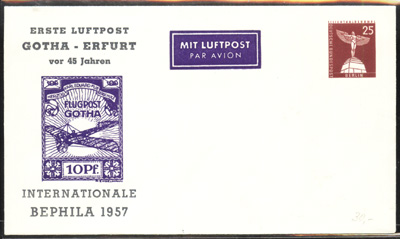 ERSTE LUFTPOST
GOTHA - ERFURT
vor 45 Jahren
MIT LUFTPOST
PAR AVION
25
BERLIN
FLUGPOST
GOTHA
10Pf.
INTERNATIONALE
BEPHILA 1957